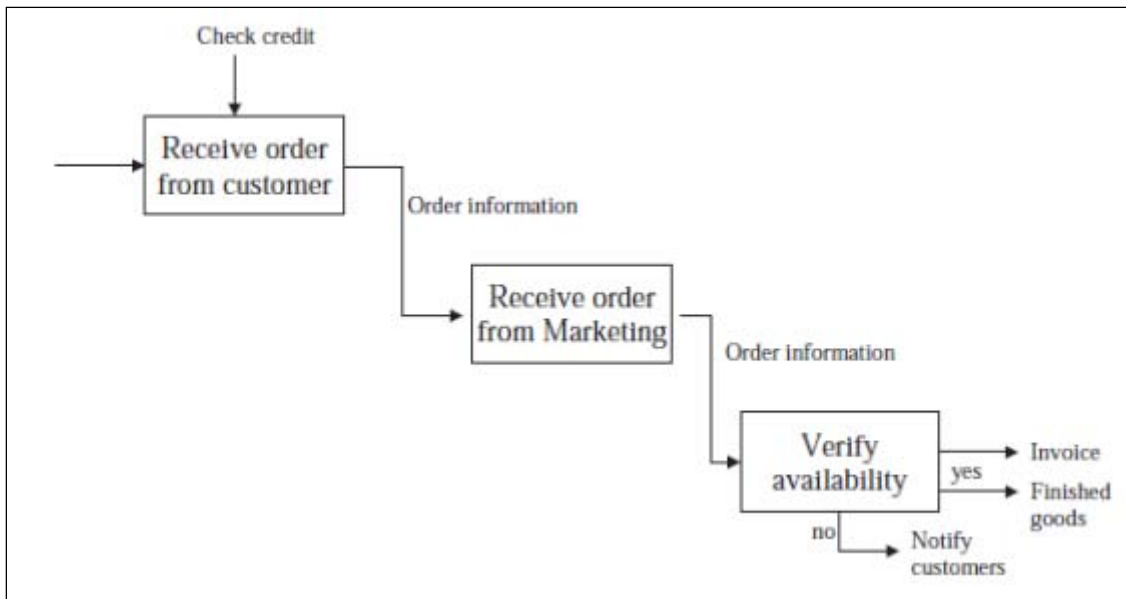 Check credit
Receive order
from customer
Order information
Receive order
from Marketing
Order information
Verify
availability
Invoice
yes
Finished
goods
no
Notify
customers